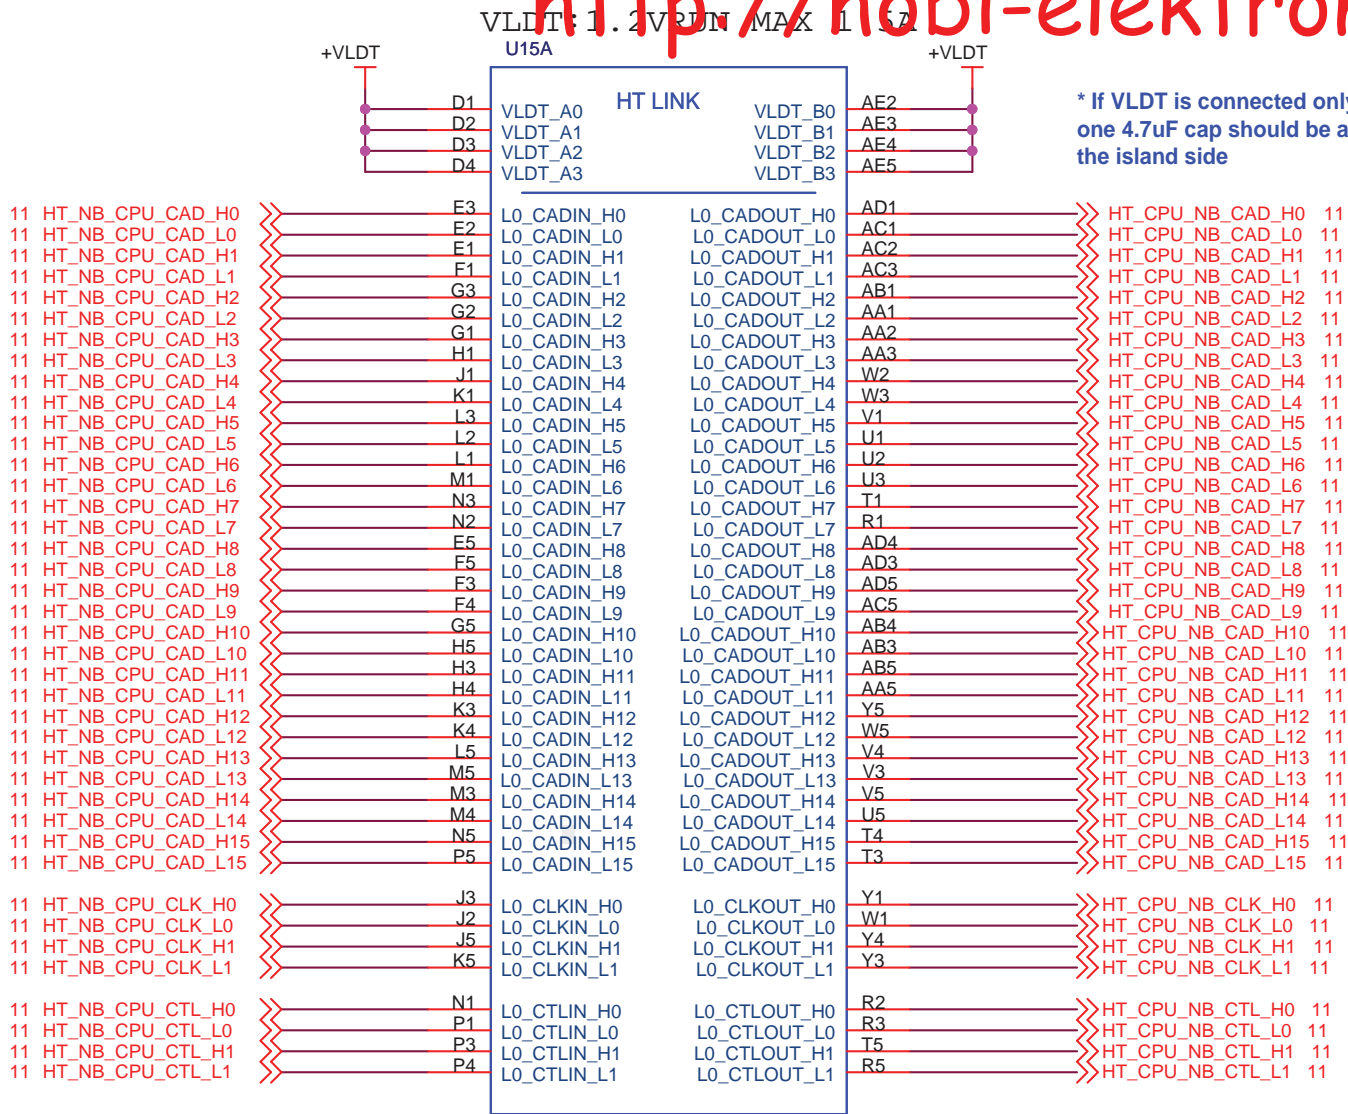 http://hobi-elektron
VLDT:1.2VRUN MAX 1.5A
U15A
+VLDT +VLDT
HT LINK
* If VLDT is connected only
one 4.7uF cap should be a
the island side
D1 VLDT_A0 VLDT_B0 AE2
D2 VLDT_A1 VLDT_B1 AE3
D3 VLDT_A2 VLDT_B2 AE4
D4 VLDT_A3 VLDT_B3 AE5
11 HT_NB_CPU_CAD_H0 E3 L0_CADIN_H0 L0_CADOUT_H0 AD1 HT_CPU_NB_CAD_H0 11
11 HT_NB_CPU_CAD_L0 E2 L0_CADIN_L0 L0_CADOUT_L0 AC1 HT_CPU_NB_CAD_L0 11
11 HT_NB_CPU_CAD_H1 E1 L0_CADIN_H1 L0_CADOUT_H1 AC2 HT_CPU_NB_CAD_H1 11
11 HT_NB_CPU_CAD_L1 F1 L0_CADIN_L1 L0_CADOUT_L1 AC3 HT_CPU_NB_CAD_L1 11
11 HT_NB_CPU_CAD_H2 G3 L0_CADIN_H2 L0_CADOUT_H2 AB1 HT_CPU_NB_CAD_H2 11
11 HT_NB_CPU_CAD_L2 G2 L0_CADIN_L2 L0_CADOUT_L2 AA1 HT_CPU_NB_CAD_L2 11
11 HT_NB_CPU_CAD_H3 G1 L0_CADIN_H3 L0_CADOUT_H3 AA2 HT_CPU_NB_CAD_H3 11
11 HT_NB_CPU_CAD_L3 H1 L0_CADIN_L3 L0_CADOUT_L3 AA3 HT_CPU_NB_CAD_L3 11
11 HT_NB_CPU_CAD_H4 J1 L0_CADIN_H4 L0_CADOUT_H4 W2 HT_CPU_NB_CAD_H4 11
11 HT_NB_CPU_CAD_L4 K1 L0_CADIN_L4 L0_CADOUT_L4 W3 HT_CPU_NB_CAD_L4 11
11 HT_NB_CPU_CAD_H5 L3 L0_CADIN_H5 L0_CADOUT_H5 V1 HT_CPU_NB_CAD_H5 11
11 HT_NB_CPU_CAD_L5 L2 L0_CADIN_L5 L0_CADOUT_L5 U1 HT_CPU_NB_CAD_L5 11
11 HT_NB_CPU_CAD_H6 L1 L0_CADIN_H6 L0_CADOUT_H6 U2 HT_CPU_NB_CAD_H6 11
11 HT_NB_CPU_CAD_L6 M1 L0_CADIN_L6 L0_CADOUT_L6 U3 HT_CPU_NB_CAD_L6 11
11 HT_NB_CPU_CAD_H7 N3 L0_CADIN_H7 L0_CADOUT_H7 T1 HT_CPU_NB_CAD_H7 11
11 HT_NB_CPU_CAD_L7 N2 L0_CADIN_L7 L0_CADOUT_L7 R1 HT_CPU_NB_CAD_L7 11
11 HT_NB_CPU_CAD_H8 E5 L0_CADIN_H8 L0_CADOUT_H8 AD4 HT_CPU_NB_CAD_H8 11
11 HT_NB_CPU_CAD_L8 F5 L0_CADIN_L8 L0_CADOUT_L8 AD3 HT_CPU_NB_CAD_L8 11
11 HT_NB_CPU_CAD_H9 F3 L0_CADIN_H9 L0_CADOUT_H9 AD5 HT_CPU_NB_CAD_H9 11
11 HT_NB_CPU_CAD_L9 F4 L0_CADIN_L9 L0_CADOUT_L9 AC5 HT_CPU_NB_CAD_L9 11
11 HT_NB_CPU_CAD_H10 G5 L0_CADIN_H10 L0_CADOUT_H10 AB4 HT_CPU_NB_CAD_H10 11
11 HT_NB_CPU_CAD_L10 H5 L0_CADIN_L10 L0_CADOUT_L10 AB3 HT_CPU_NB_CAD_L10 11
11 HT_NB_CPU_CAD_H11 H3 L0_CADIN_H11 L0_CADOUT_H11 AB5 HT_CPU_NB_CAD_H11 11
11 HT_NB_CPU_CAD_L11 H4 L0_CADIN_L11 L0_CADOUT_L11 AA5 HT_CPU_NB_CAD_L11 11
11 HT_NB_CPU_CAD_H12 K3 L0_CADIN_H12 L0_CADOUT_H12 Y5 HT_CPU_NB_CAD_H12 11
11 HT_NB_CPU_CAD_L12 K4 L0_CADIN_L12 L0_CADOUT_L12 W5 HT_CPU_NB_CAD_L12 11
11 HT_NB_CPU_CAD_H13 L5 L0_CADIN_H13 L0_CADOUT_H13 V4 HT_CPU_NB_CAD_H13 11
11 HT_NB_CPU_CAD_L13 M5 L0_CADIN_L13 L0_CADOUT_L13 V3 HT_CPU_NB_CAD_L13 11
11 HT_NB_CPU_CAD_H14 M3 L0_CADIN_H14 L0_CADOUT_H14 V5 HT_CPU_NB_CAD_H14 11
11 HT_NB_CPU_CAD_L14 M4 L0_CADIN_L14 L0_CADOUT_L14 U5 HT_CPU_NB_CAD_L14 11
11 HT_NB_CPU_CAD_H15 N5 L0_CADIN_H15 L0_CADOUT_H15 T4 HT_CPU_NB_CAD_H15 11
11 HT_NB_CPU_CAD_L15 P5 L0_CADIN_L15 L0_CADOUT_L15 T3 HT_CPU_NB_CAD_L15 11
11 HT_NB_CPU_CLK_H0 J3 L0_CLKIN_H0 L0_CLKOUT_H0 Y1 HT_CPU_NB_CLK_H0 11
11 HT_NB_CPU_CLK_L0 J2 L0_CLKIN_L0 L0_CLKOUT_L0 W1 HT_CPU_NB_CLK_L0 11
11 HT_NB_CPU_CLK_H1 J5 L0_CLKIN_H1 L0_CLKOUT_H1 Y4 HT_CPU_NB_CLK_H1 11
11 HT_NB_CPU_CLK_L1 K5 L0_CLKIN_L1 L0_CLKOUT_L1 Y3 HT_CPU_NB_CLK_L1 11
11 HT_NB_CPU_CTL_H0 N1 L0_CTLIN_H0 L0_CTLOUT_H0 R2 HT_CPU_NB_CTL_H0 11
11 HT_NB_CPU_CTL_L0 P1 L0_CTLIN_L0 L0_CTLOUT_L0 R3 HT_CPU_NB_CTL_L0 11
11 HT_NB_CPU_CTL_H1 P3 L0_CTLIN_H1 L0_CTLOUT_H1 T5 HT_CPU_NB_CTL_H1 11
11 HT_NB_CPU_CTL_L1 P4 L0_CTLIN_L1 L0_CTLOUT_L1 R5 HT_CPU_NB_CTL_L1 11